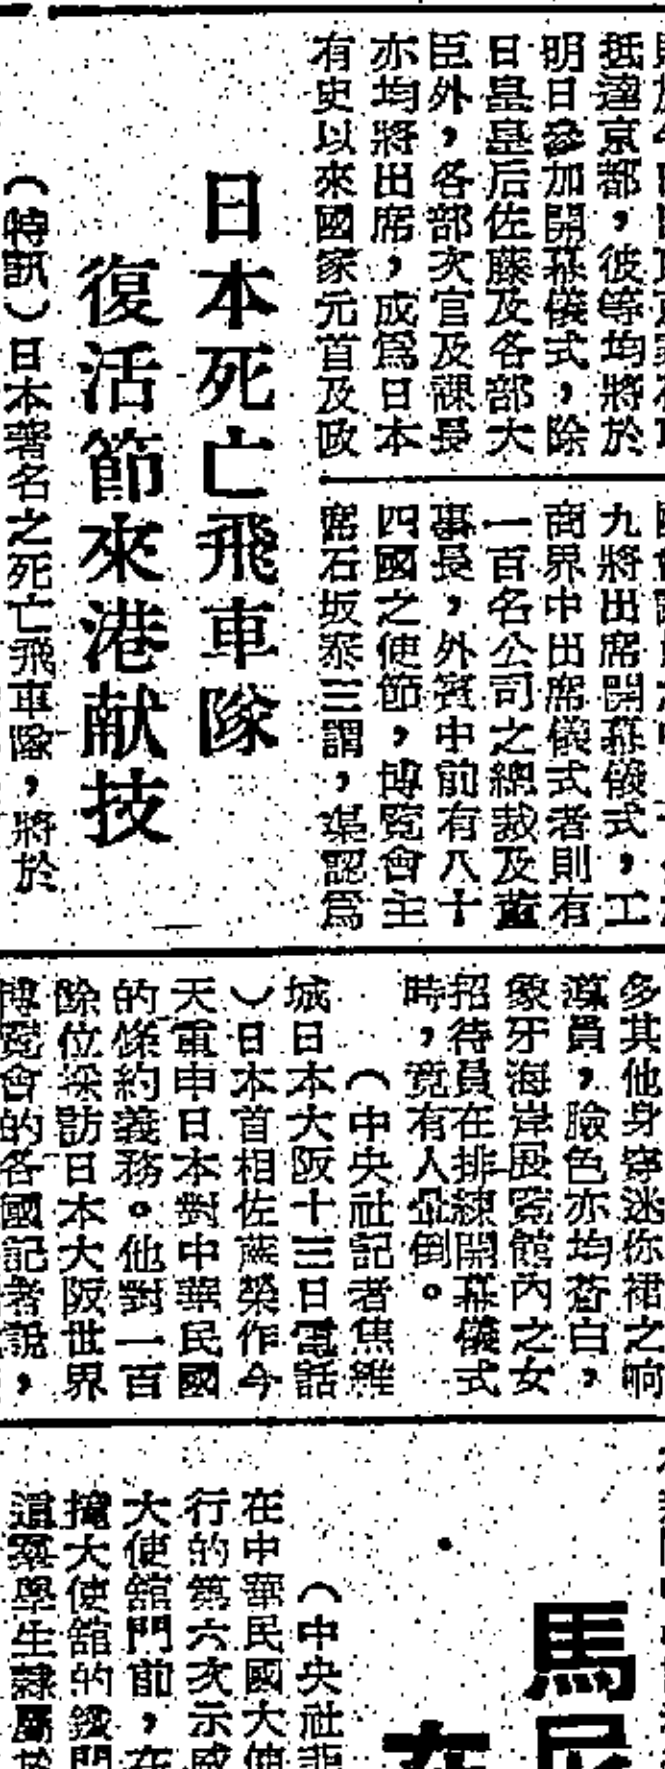 抵達京都，彼等均將於
明日參加開幕儀式，除
日皇皇后佐藤及各部大
臣外，各部次官及課長
亦均將出席，成爲日本
有史以來國家元首及政
日本死亡飛車隊
復活節來港献技
（特訊）日本著名之死亡飛車隊，將於
九將出席開幕儀式，工
商界中出席儀式者則有
一百名公司之總裁及董
事長，外賓中前有八十
四國之使節，博覽會主
席石坂泰三謂，渠認爲
多其他身穿迷你裙之响
導員，臉色亦均蒼白，
象牙海岸展覽館內之女
招待員在排練開幕儀式
時，竟有人暈倒。
（中央社記者焦維
城日本大阪十三日電話
）日本首相佐藤榮作今
天重申日本對中華民國
的條約義務。他對一百
餘位採訪日本大阪世界
博覽會的各國記者說，
馬尼
在
（中央社
在中華民國大使
行的第六次示威
大使館門前，在
擋大使館的鐵門
這羣學生隸屬於